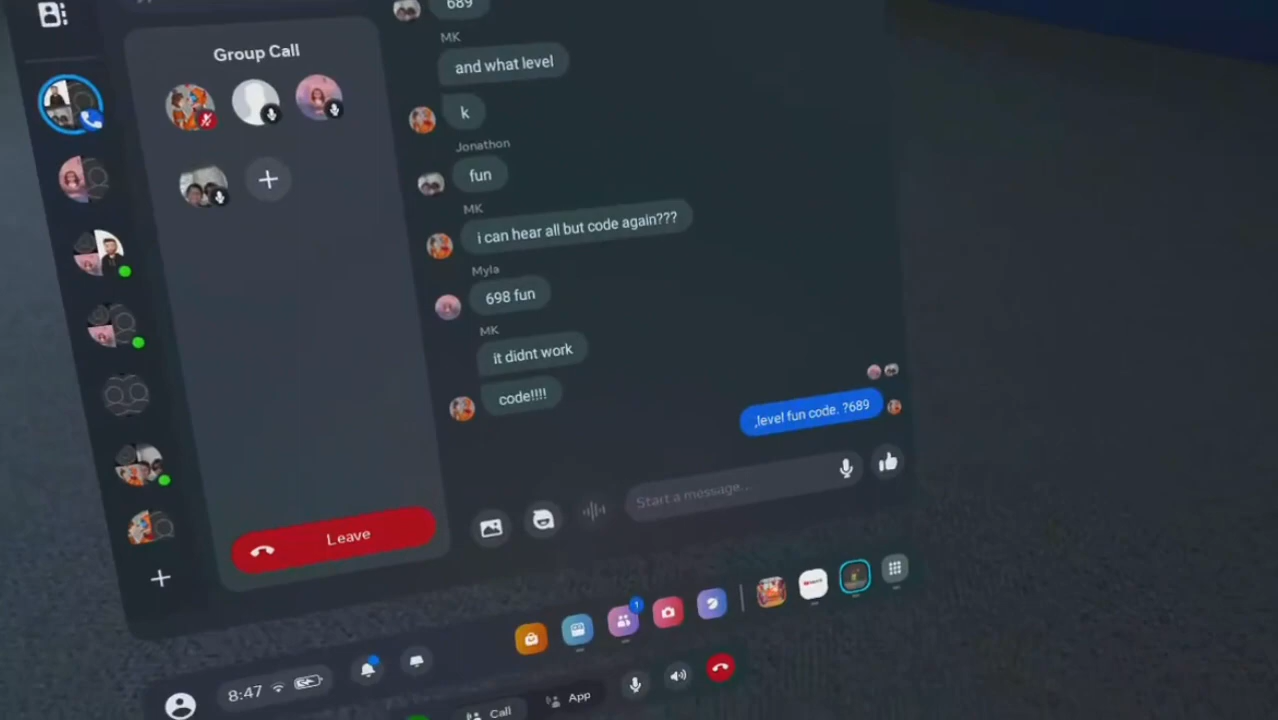 689
Group Call
MK
and what level
k
Jonathon
fun
MK
i can hear all but code again???
Myla
698 fun
MK
it didnt work
code!!!!
,level fun code. ?689
Start a message...
Leave
1
8:47
Call
App